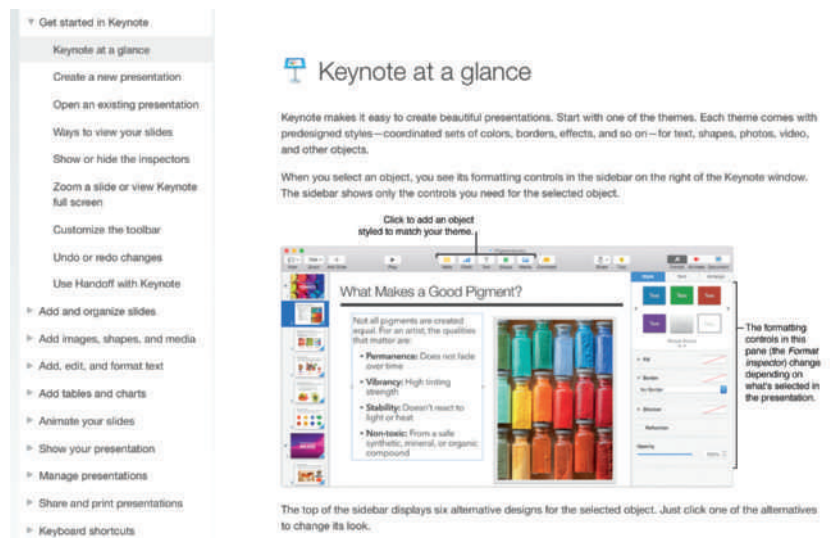 Get started in Keynote
Keynote at a glance
Create a new presentation
Open an existing presentation
Ways to view your slides
Show or hide the inspectors
Zoom a slide or view Keynote
full screen
Customize the toolbar
Undo or redo changes
Use Handoff with Keynote
Add and organize slides
Add images, shapes, and media
Add, edit, and format text
Add tables and charts
Animate your slides
Show your presentation
Manage presentations
Share and print presentations
Keyboard shortcuts
Keynote at a glance
Keynote makes it easy to create beautiful presentations. Start with one of the themes. Each theme comes with
predesigned styles—coordinated sets of colors, borders, effects, and so on—for text, shapes, photos, video,
and other objects.
When you select an object, you see its formatting controls in the sidebar on the right of the Keynote window.
The sidebar shows only the controls you need for the selected object.
Click to add an object
styled to match your theme.
Play
What Makes a Good Pigment?
Not all pigments are created
equal. For an artist, the qualities
that matter are:
• Permanence: Does not fade
over time
• Vibrancy: High tinting
strength
• Stability: Doesn't react to
light or heat
• Non-toxic: From a safe
synthetic, mineral, or organic
compound
Text
Fill
Border
No Border
Shadow
Reflection
Opacity
The formatting
controls in this
pane (the Format
inspector) change
depending on
what's selected in
the presentation.
The top of the sidebar displays six alternative designs for the selected object. Just click one of the alternatives
to change its look.